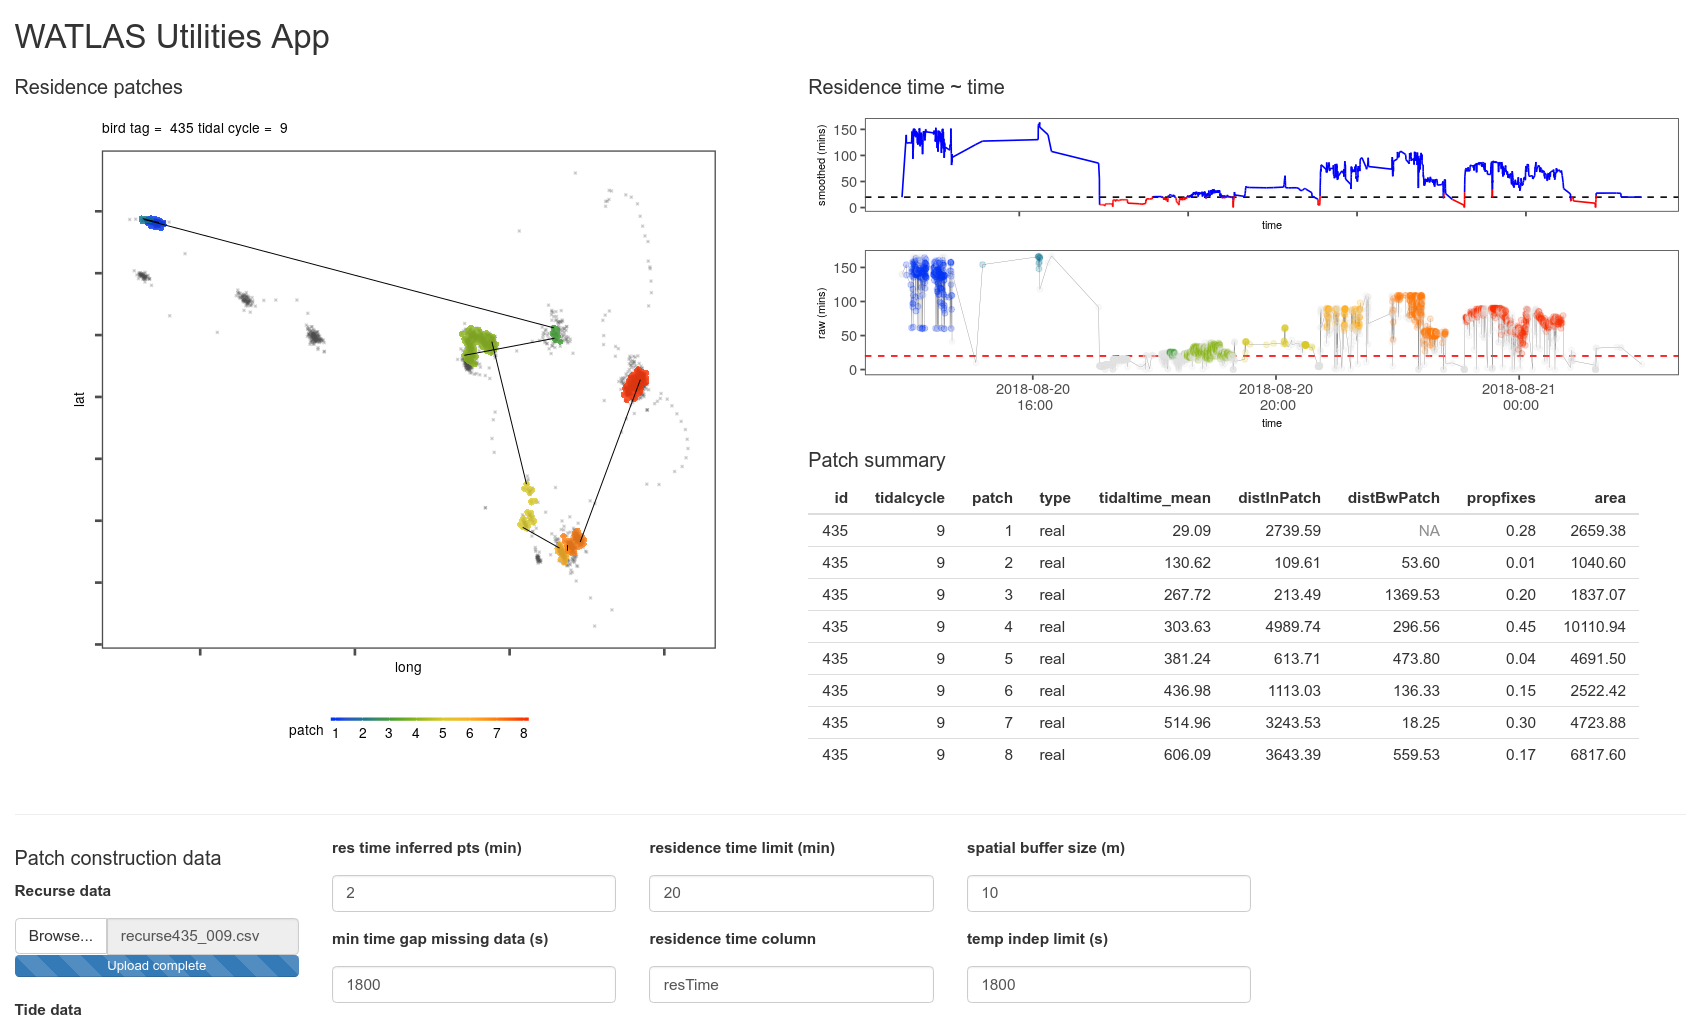 WATLAS Utilities App
Residence patches
bird tag =  435 tidal cycle =  9
lat
long
patch
1 2 3 4 5 6 7 8
Residence time ~ time
smoothed (mins)
150
100
50
0
time
raw (mins)
150
100
50
0
2018-08-20 2018-08-20 2018-08-21
16:00 20:00 00:00
time
Patch summary
id tidalcycle patch type tidaltime_mean distInPatch distBwPatch propfixes area
435 9 1 real 29.09 2739.59 NA 0.28 2659.38
435 9 2 real 130.62 109.61 53.60 0.01 1040.60
435 9 3 real 267.72 213.49 1369.53 0.20 1837.07
435 9 4 real 303.63 4989.74 296.56 0.45 10110.94
435 9 5 real 381.24 613.71 473.80 0.04 4691.50
435 9 6 real 436.98 1113.03 136.33 0.15 2522.42
435 9 7 real 514.96 3243.53 18.25 0.30 4723.88
435 9 8 real 606.09 3643.39 559.53 0.17 6817.60
Patch construction data
Recurse data
Browse... recurse435_009.csv
Upload complete
Tide data
res time inferred pts (min)
2
min time gap missing data (s)
1800
residence time limit (min)
20
residence time column
resTime
spatial buffer size (m)
10
temp indep limit (s)
1800